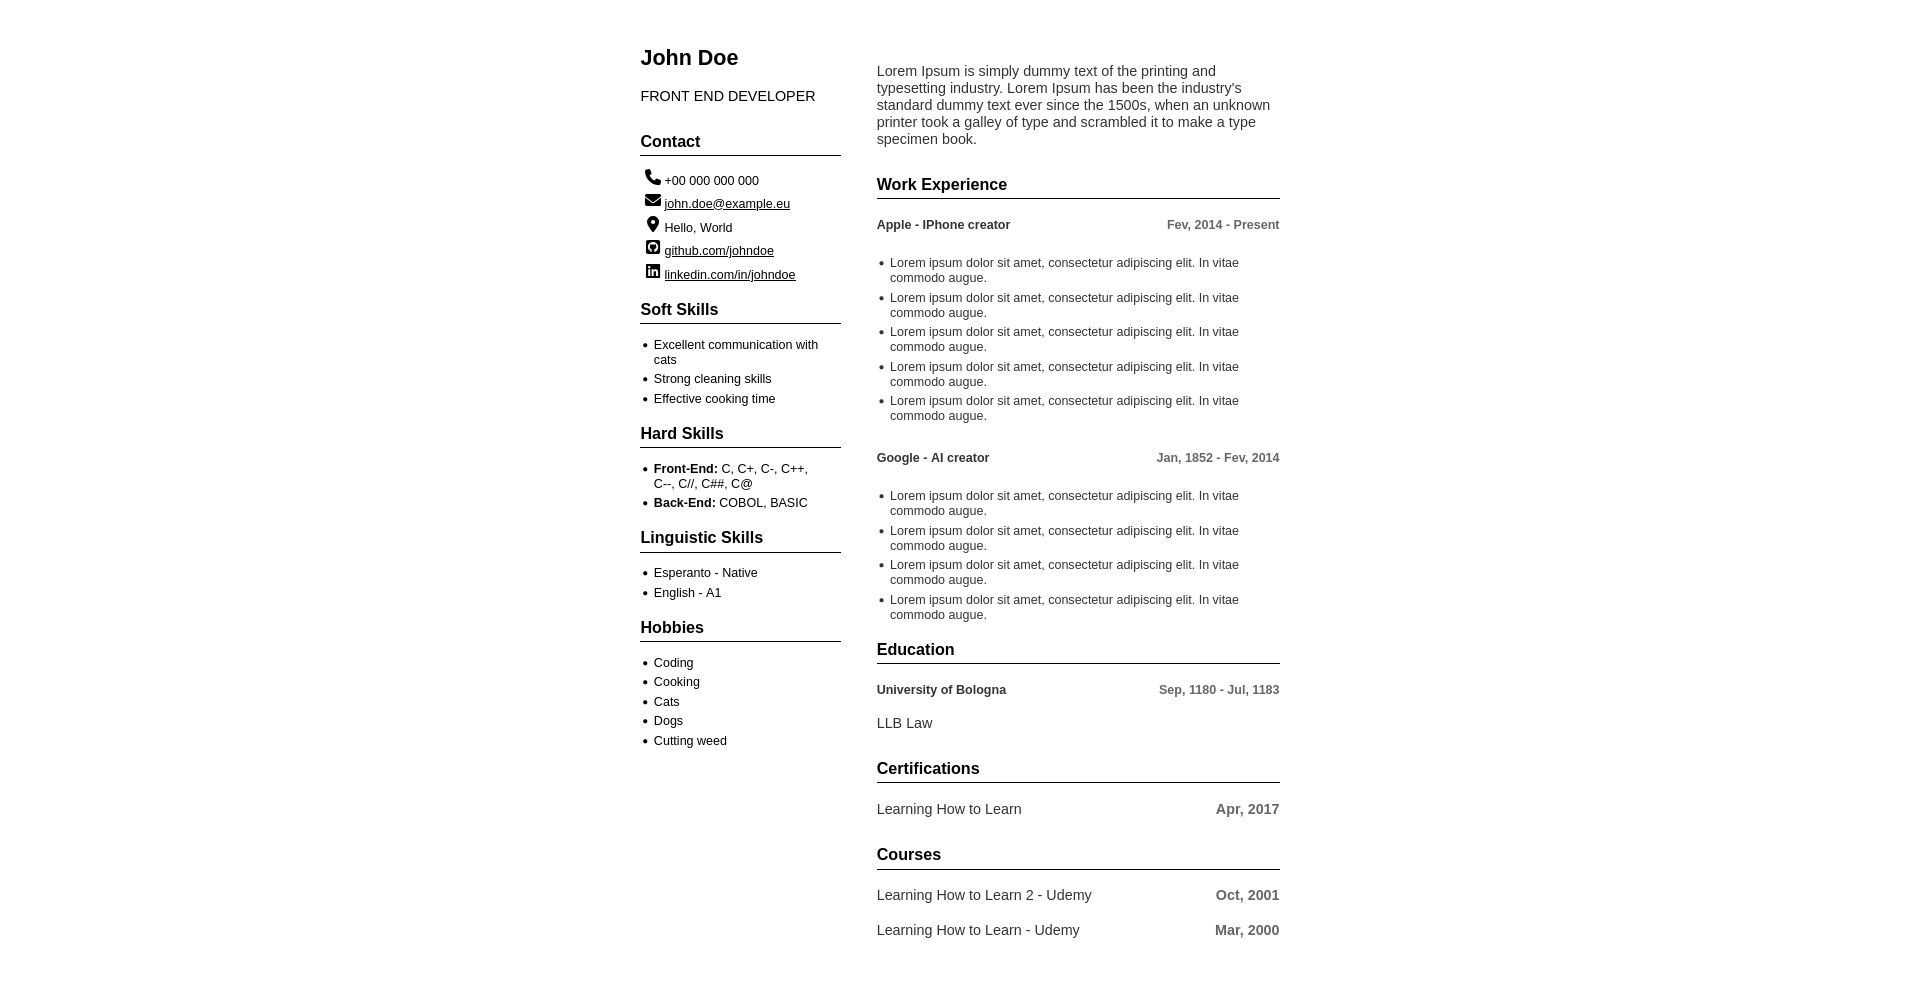 John Doe
FRONT END DEVELOPER
Contact
+00 000 000 000
john.doe@example.eu
Hello, World
github.com/johndoe
linkedin.com/in/johndoe
Soft Skills
• Excellent communication with
cats
• Strong cleaning skills
• Effective cooking time
Hard Skills
• Front-End: C, C+, C-, C++,
C--, C//, C##, C@
• Back-End: COBOL, BASIC
Linguistic Skills
• Esperanto - Native
• English - A1
Hobbies
• Coding
• Cooking
• Cats
• Dogs
• Cutting weed
Lorem Ipsum is simply dummy text of the printing and
typesetting industry. Lorem Ipsum has been the industry's
standard dummy text ever since the 1500s, when an unknown
printer took a galley of type and scrambled it to make a type
specimen book.
Work Experience
Apple - IPhone creator Fev, 2014 - Present
• Lorem ipsum dolor sit amet, consectetur adipiscing elit. In vitae
commodo augue.
• Lorem ipsum dolor sit amet, consectetur adipiscing elit. In vitae
commodo augue.
• Lorem ipsum dolor sit amet, consectetur adipiscing elit. In vitae
commodo augue.
• Lorem ipsum dolor sit amet, consectetur adipiscing elit. In vitae
commodo augue.
• Lorem ipsum dolor sit amet, consectetur adipiscing elit. In vitae
commodo augue.
Google - AI creator Jan, 1852 - Fev, 2014
• Lorem ipsum dolor sit amet, consectetur adipiscing elit. In vitae
commodo augue.
• Lorem ipsum dolor sit amet, consectetur adipiscing elit. In vitae
commodo augue.
• Lorem ipsum dolor sit amet, consectetur adipiscing elit. In vitae
commodo augue.
• Lorem ipsum dolor sit amet, consectetur adipiscing elit. In vitae
commodo augue.
Education
University of Bologna Sep, 1180 - Jul, 1183
LLB Law
Certifications
Learning How to Learn Apr, 2017
Courses
Learning How to Learn 2 - Udemy Oct, 2001
Learning How to Learn - Udemy Mar, 2000